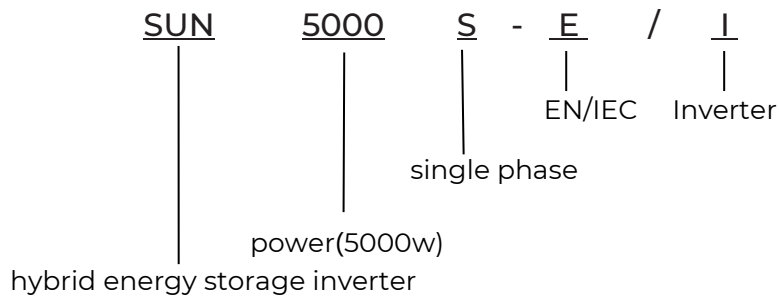 SUN 5000 S - E / I
EN/IEC Inverter
single phase
power(5000w)
hybrid energy storage inverter